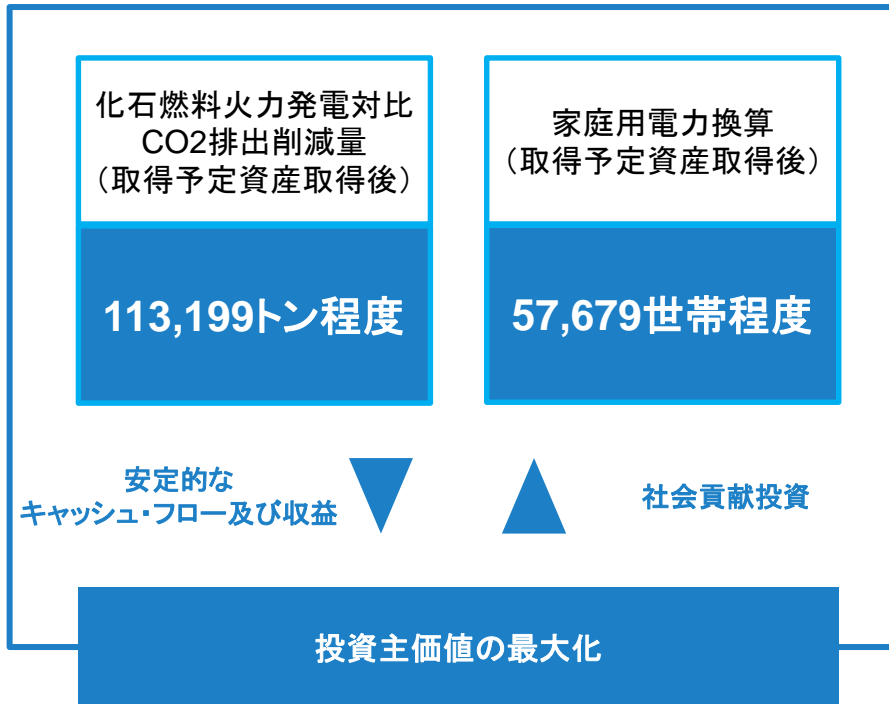 化石燃料火力発電対比
CO2排出削減量
（取得予定資産取得後）
113,199トン程度
家庭用電力換算
（取得予定資産取得後）
57,679世帯程度
安定的な
キャッシュ・フロー及び収益
社会貢献投資
投資主価値の最大化